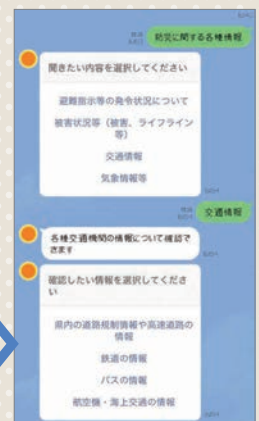 既読
防災に関する各種情報
聞きたい内容を選択してください
避難指示等の発令状況について
被害状況等（被害、ライフライン
等）
交通情報
気象情報等
既読
交通情報
各種交通機関の情報について確認で
きます
確認したい情報を選択してくださ
い
県内の道路規制情報や高速道路の
情報
鉄道の情報
バスの情報
航空機・海上交通の情報